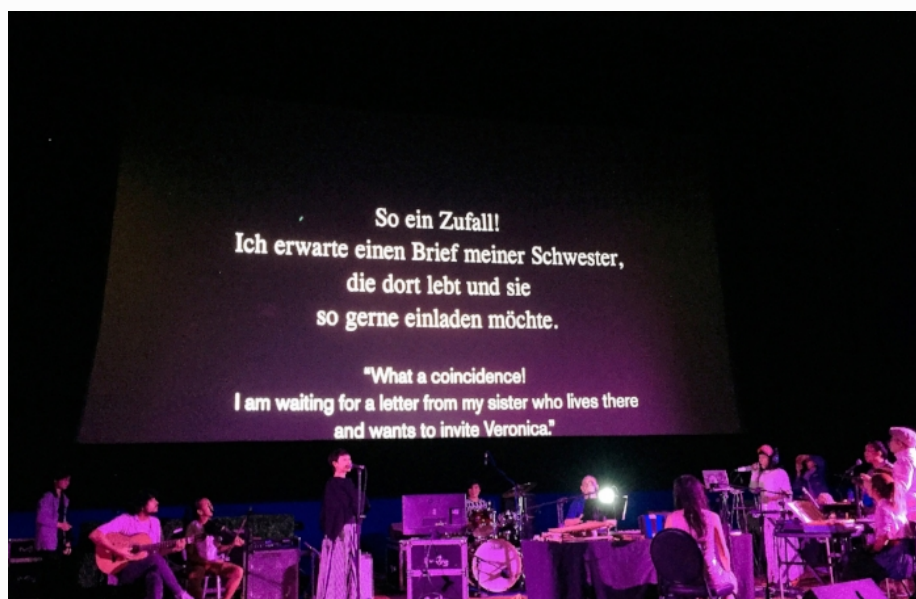 So ein Zufall!
Ich erwarte einen Brief meiner Schwester,
die dort lebt und sie
so gerne einladen möchte.
“What a coincidence!
I am waiting for a letter from my sister who lives there
and wants to invite Veronica.”